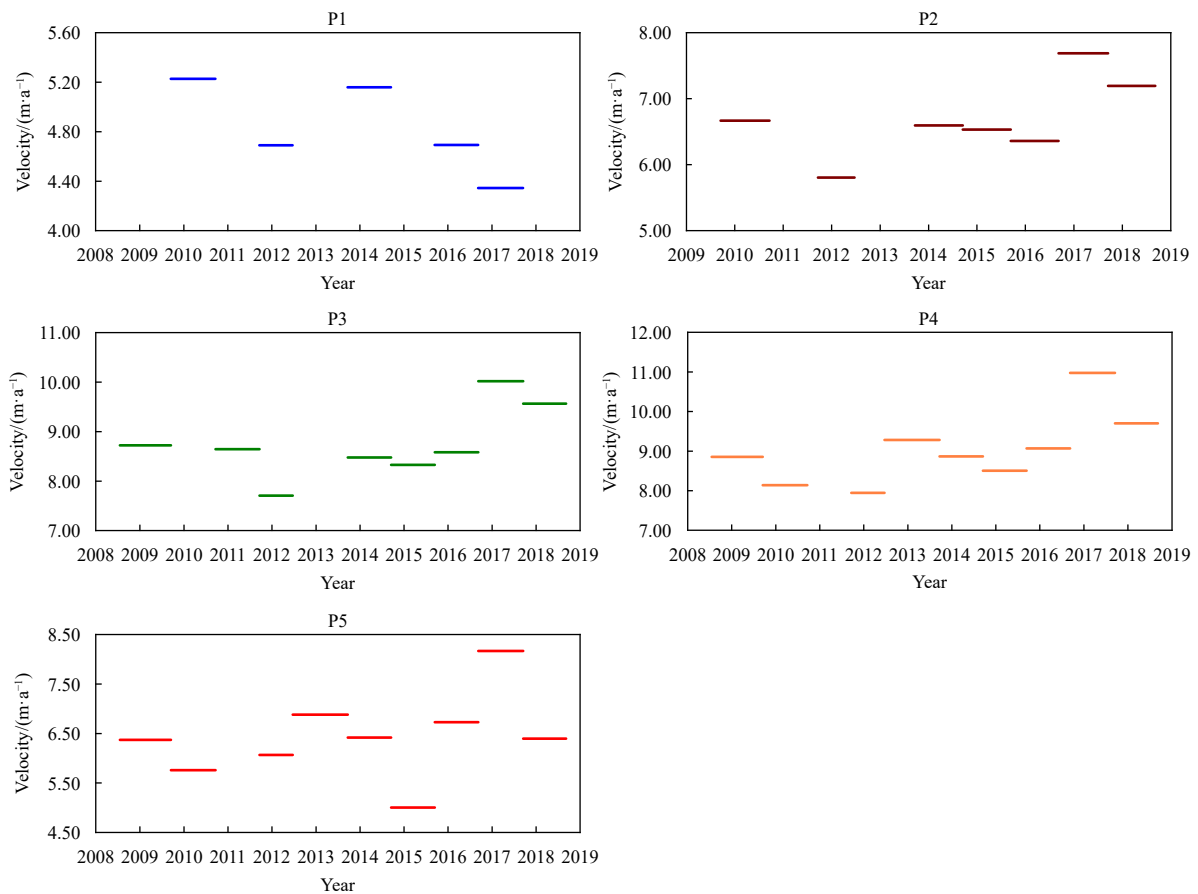 P1
Velocity/(m·a⁻¹)
5.60
5.20
4.80
4.40
4.00
2008 2009 2010 2011 2012 2013 2014 2015 2016 2017 2018 2019
Year
P2
Velocity/(m·a⁻¹)
8.00
7.00
6.00
5.00
2009 2010 2011 2012 2013 2014 2015 2016 2017 2018 2019
Year
P3
Velocity/(m·a⁻¹)
11.00
10.00
9.00
8.00
7.00
2008 2009 2010 2011 2012 2013 2014 2015 2016 2017 2018 2019
Year
P4
Velocity/(m·a⁻¹)
12.00
11.00
10.00
9.00
8.00
7.00
2008 2009 2010 2011 2012 2013 2014 2015 2016 2017 2018 2019
Year
P5
Velocity/(m·a⁻¹)
8.50
7.50
6.50
5.50
4.50
2008 2009 2010 2011 2012 2013 2014 2015 2016 2017 2018 2019
Year